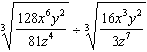 ∛(128x⁶y²/81z⁴) ÷ ∛(16x³y²/3z⁷)